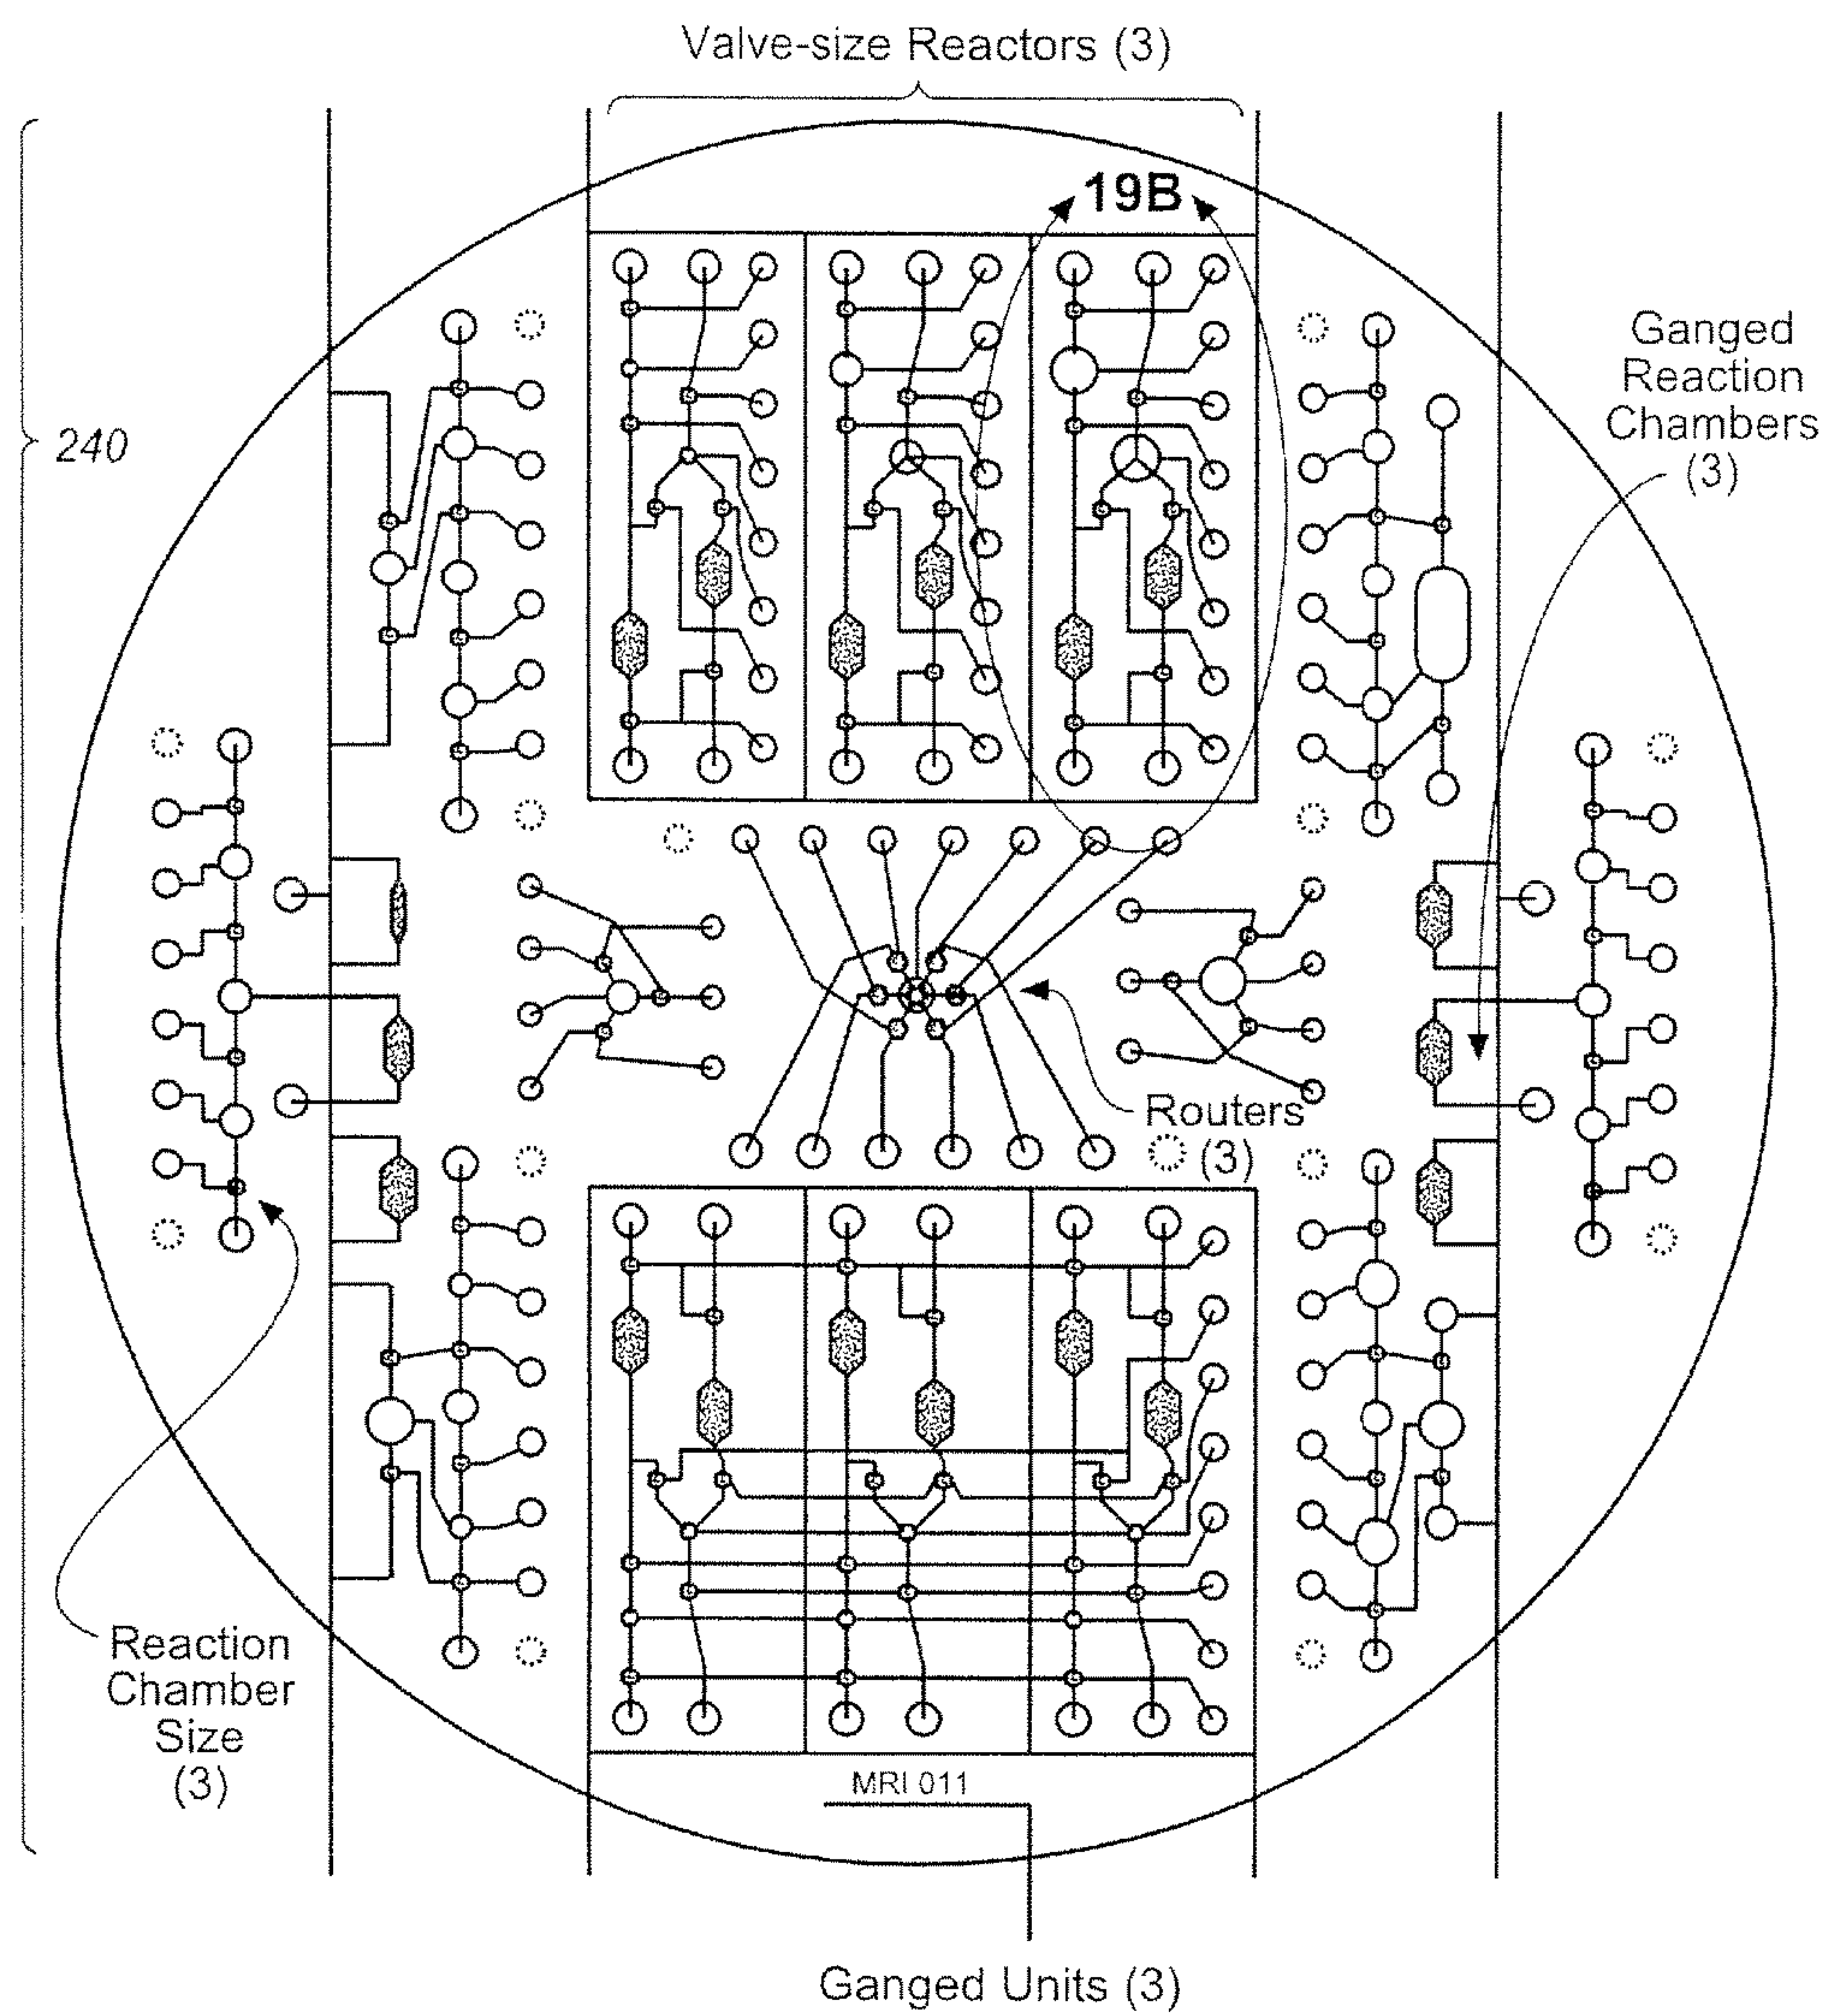 Valve-size Reactors (3)
19B
240
Ganged
Reaction
Chambers
(3)
Routers
(3)
Reaction
Chamber
Size
(3)
MRI 011
Ganged Units (3)